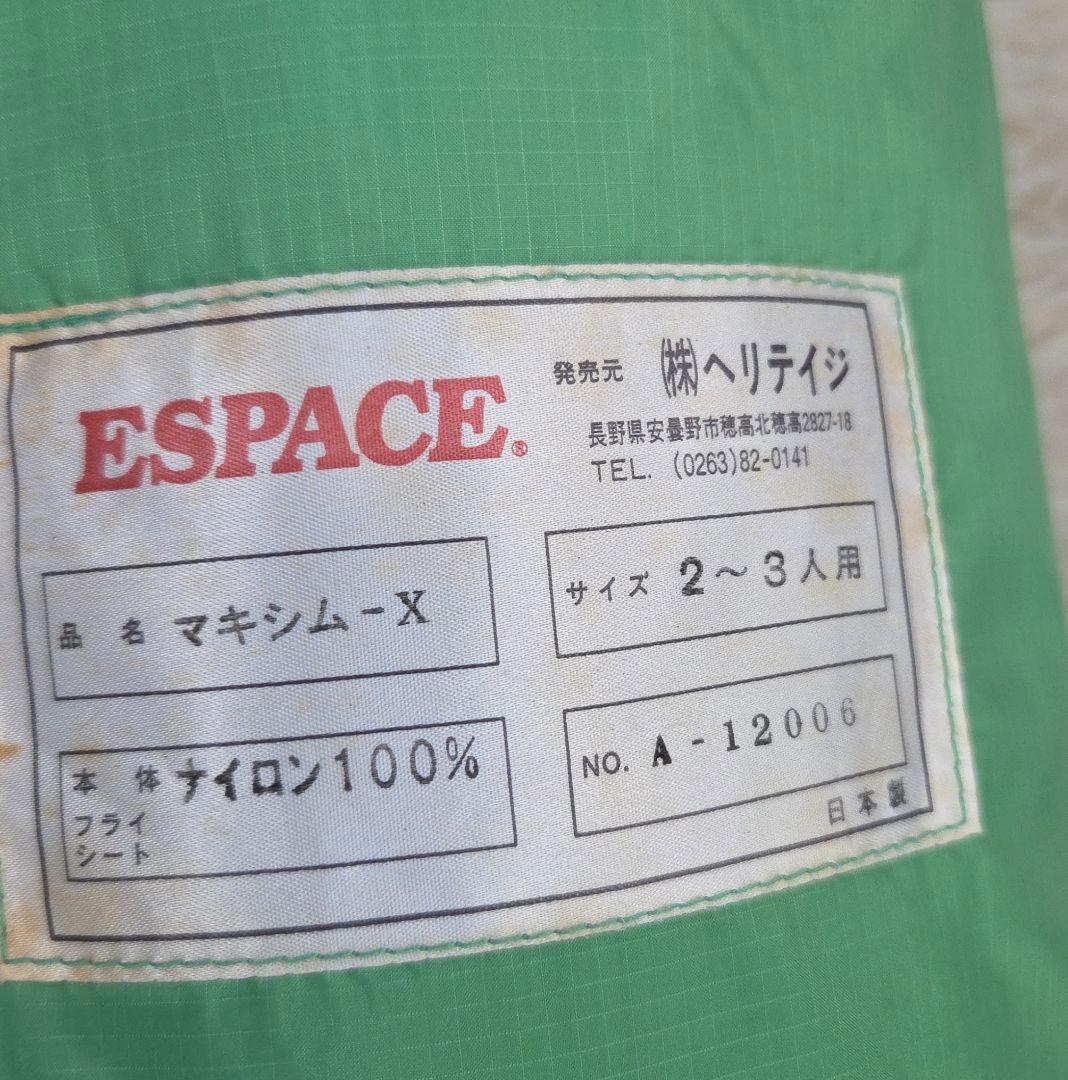 ESPACE®
発売元 ㈱ヘリテイジ
長野県安曇野市穂高北穂高2827-18
TEL. (0263)82-0141
品名 マキシム-X
サイズ 2~3人用
本体 ナイロン100%
フライ
シート
NO. A-12006
日本製